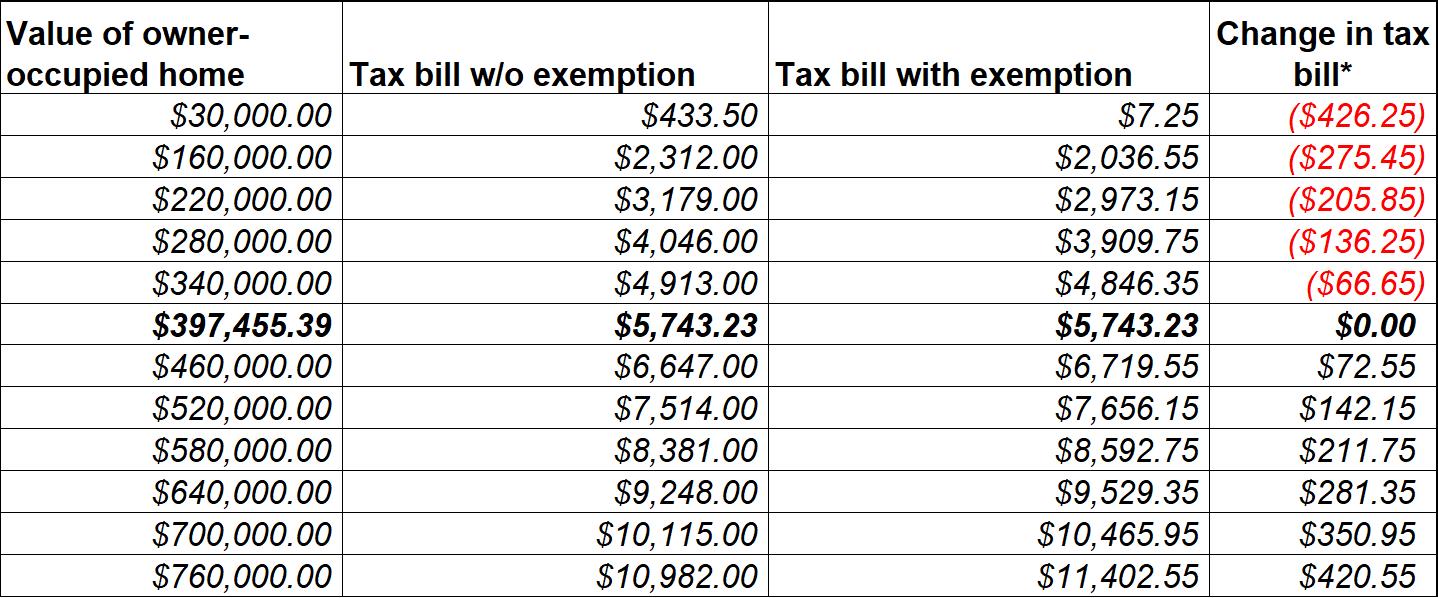 Value of owner-
occupied home Tax bill w/o exemption Tax bill with exemption Change in tax
bill*
$30,000.00 $433.50 $7.25 ($426.25)
$160,000.00 $2,312.00 $2,036.55 ($275.45)
$220,000.00 $3,179.00 $2,973.15 ($205.85)
$280,000.00 $4,046.00 $3,909.75 ($136.25)
$340,000.00 $4,913.00 $4,846.35 ($66.65)
$397,455.39 $5,743.23 $5,743.23 $0.00
$460,000.00 $6,647.00 $6,719.55 $72.55
$520,000.00 $7,514.00 $7,656.15 $142.15
$580,000.00 $8,381.00 $8,592.75 $211.75
$640,000.00 $9,248.00 $9,529.35 $281.35
$700,000.00 $10,115.00 $10,465.95 $350.95
$760,000.00 $10,982.00 $11,402.55 $420.55